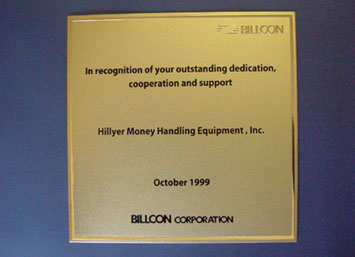 BILLCON
In recognition of your outstanding dedication,
cooperation and support
Hillyer Money Handling Equipment , Inc.
October 1999
BILLCON CORPORATION